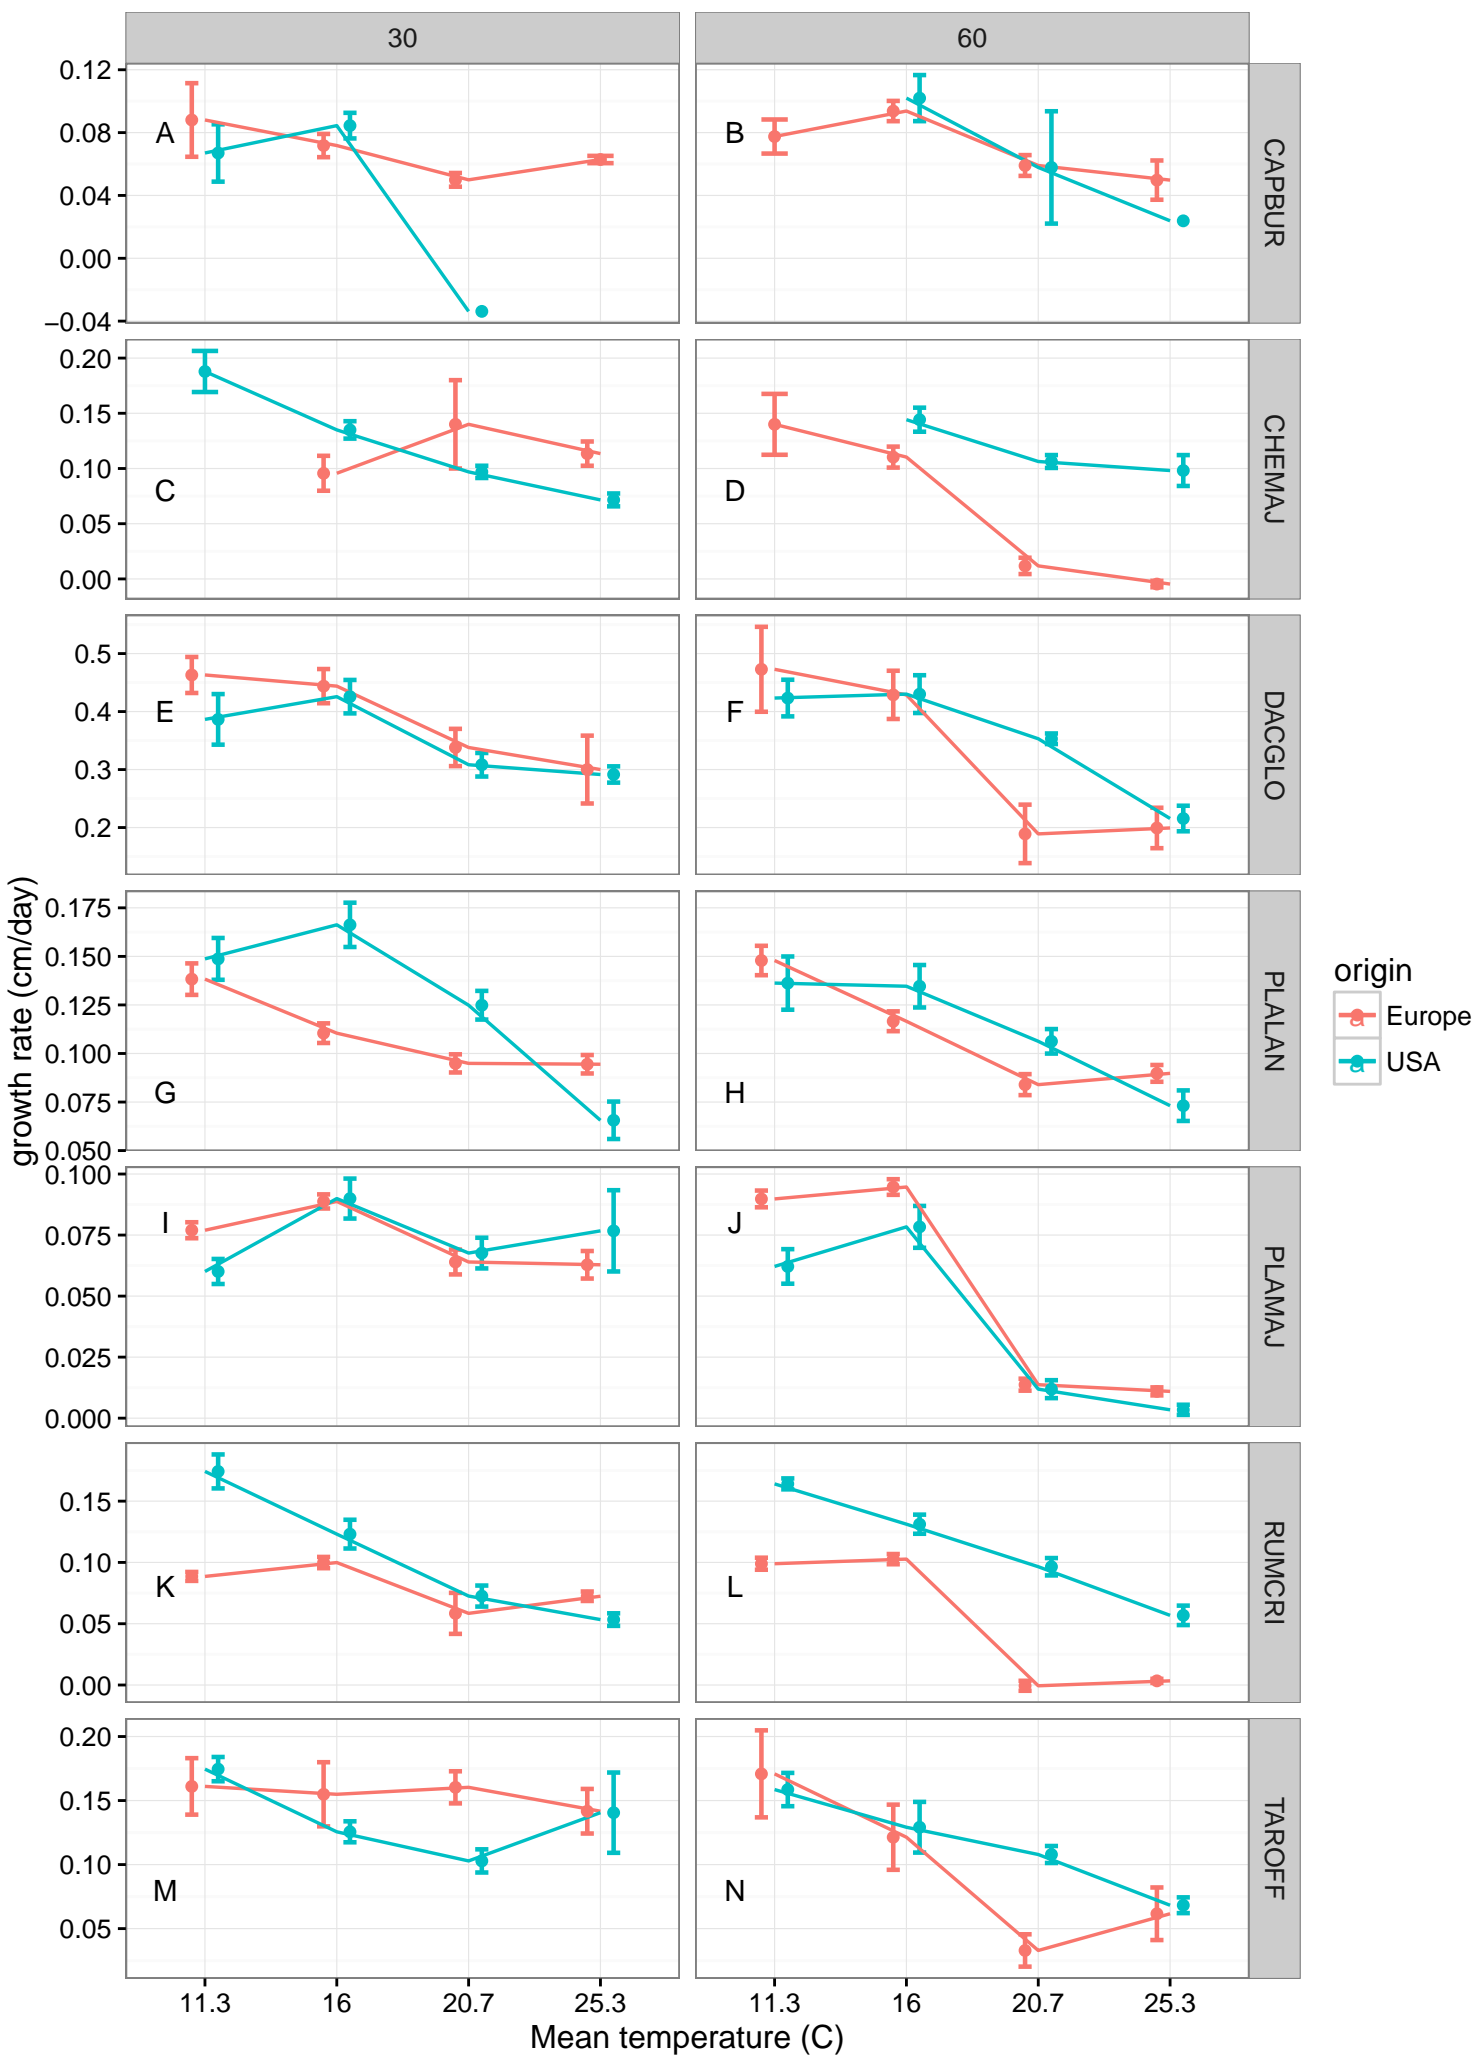 30
60
0.12
0.08
0.04
0.00
−0.04
A
B
CAPBUR
0.20
0.15
0.10
0.05
0.00
C
D
CHEMAJ
0.5
0.4
0.3
0.2
E
F
DACGLO
0.175
0.150
0.125
0.100
0.075
0.050
G
H
PLALAN
0.100
0.075
0.050
0.025
0.000
I
J
PLAMAJ
0.15
0.10
0.05
0.00
K
L
RUMCRI
0.20
0.15
0.10
0.05
M
N
TAROFF
11.3
16
20.7
25.3
11.3
16
20.7
25.3
Mean temperature (C)
growth rate (cm/day)
origin
a Europe
a USA